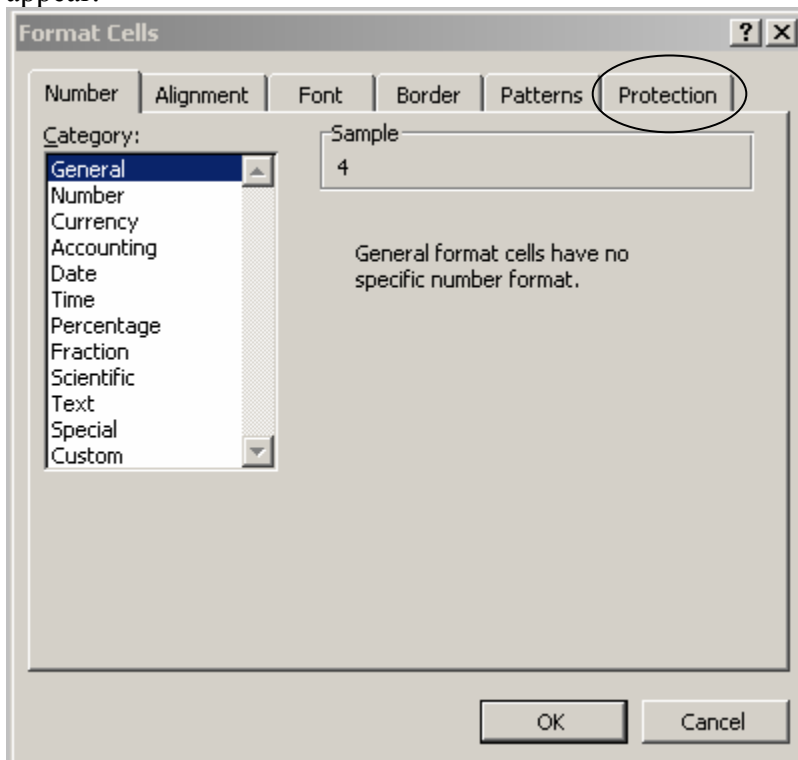 appear.
Format Cells
? X
Number Alignment Font Border Patterns Protection
Category:
General
Number
Currency
Accounting
Date
Time
Percentage
Fraction
Scientific
Text
Special
Custom
Sample
4
General format cells have no
specific number format.
OK Cancel